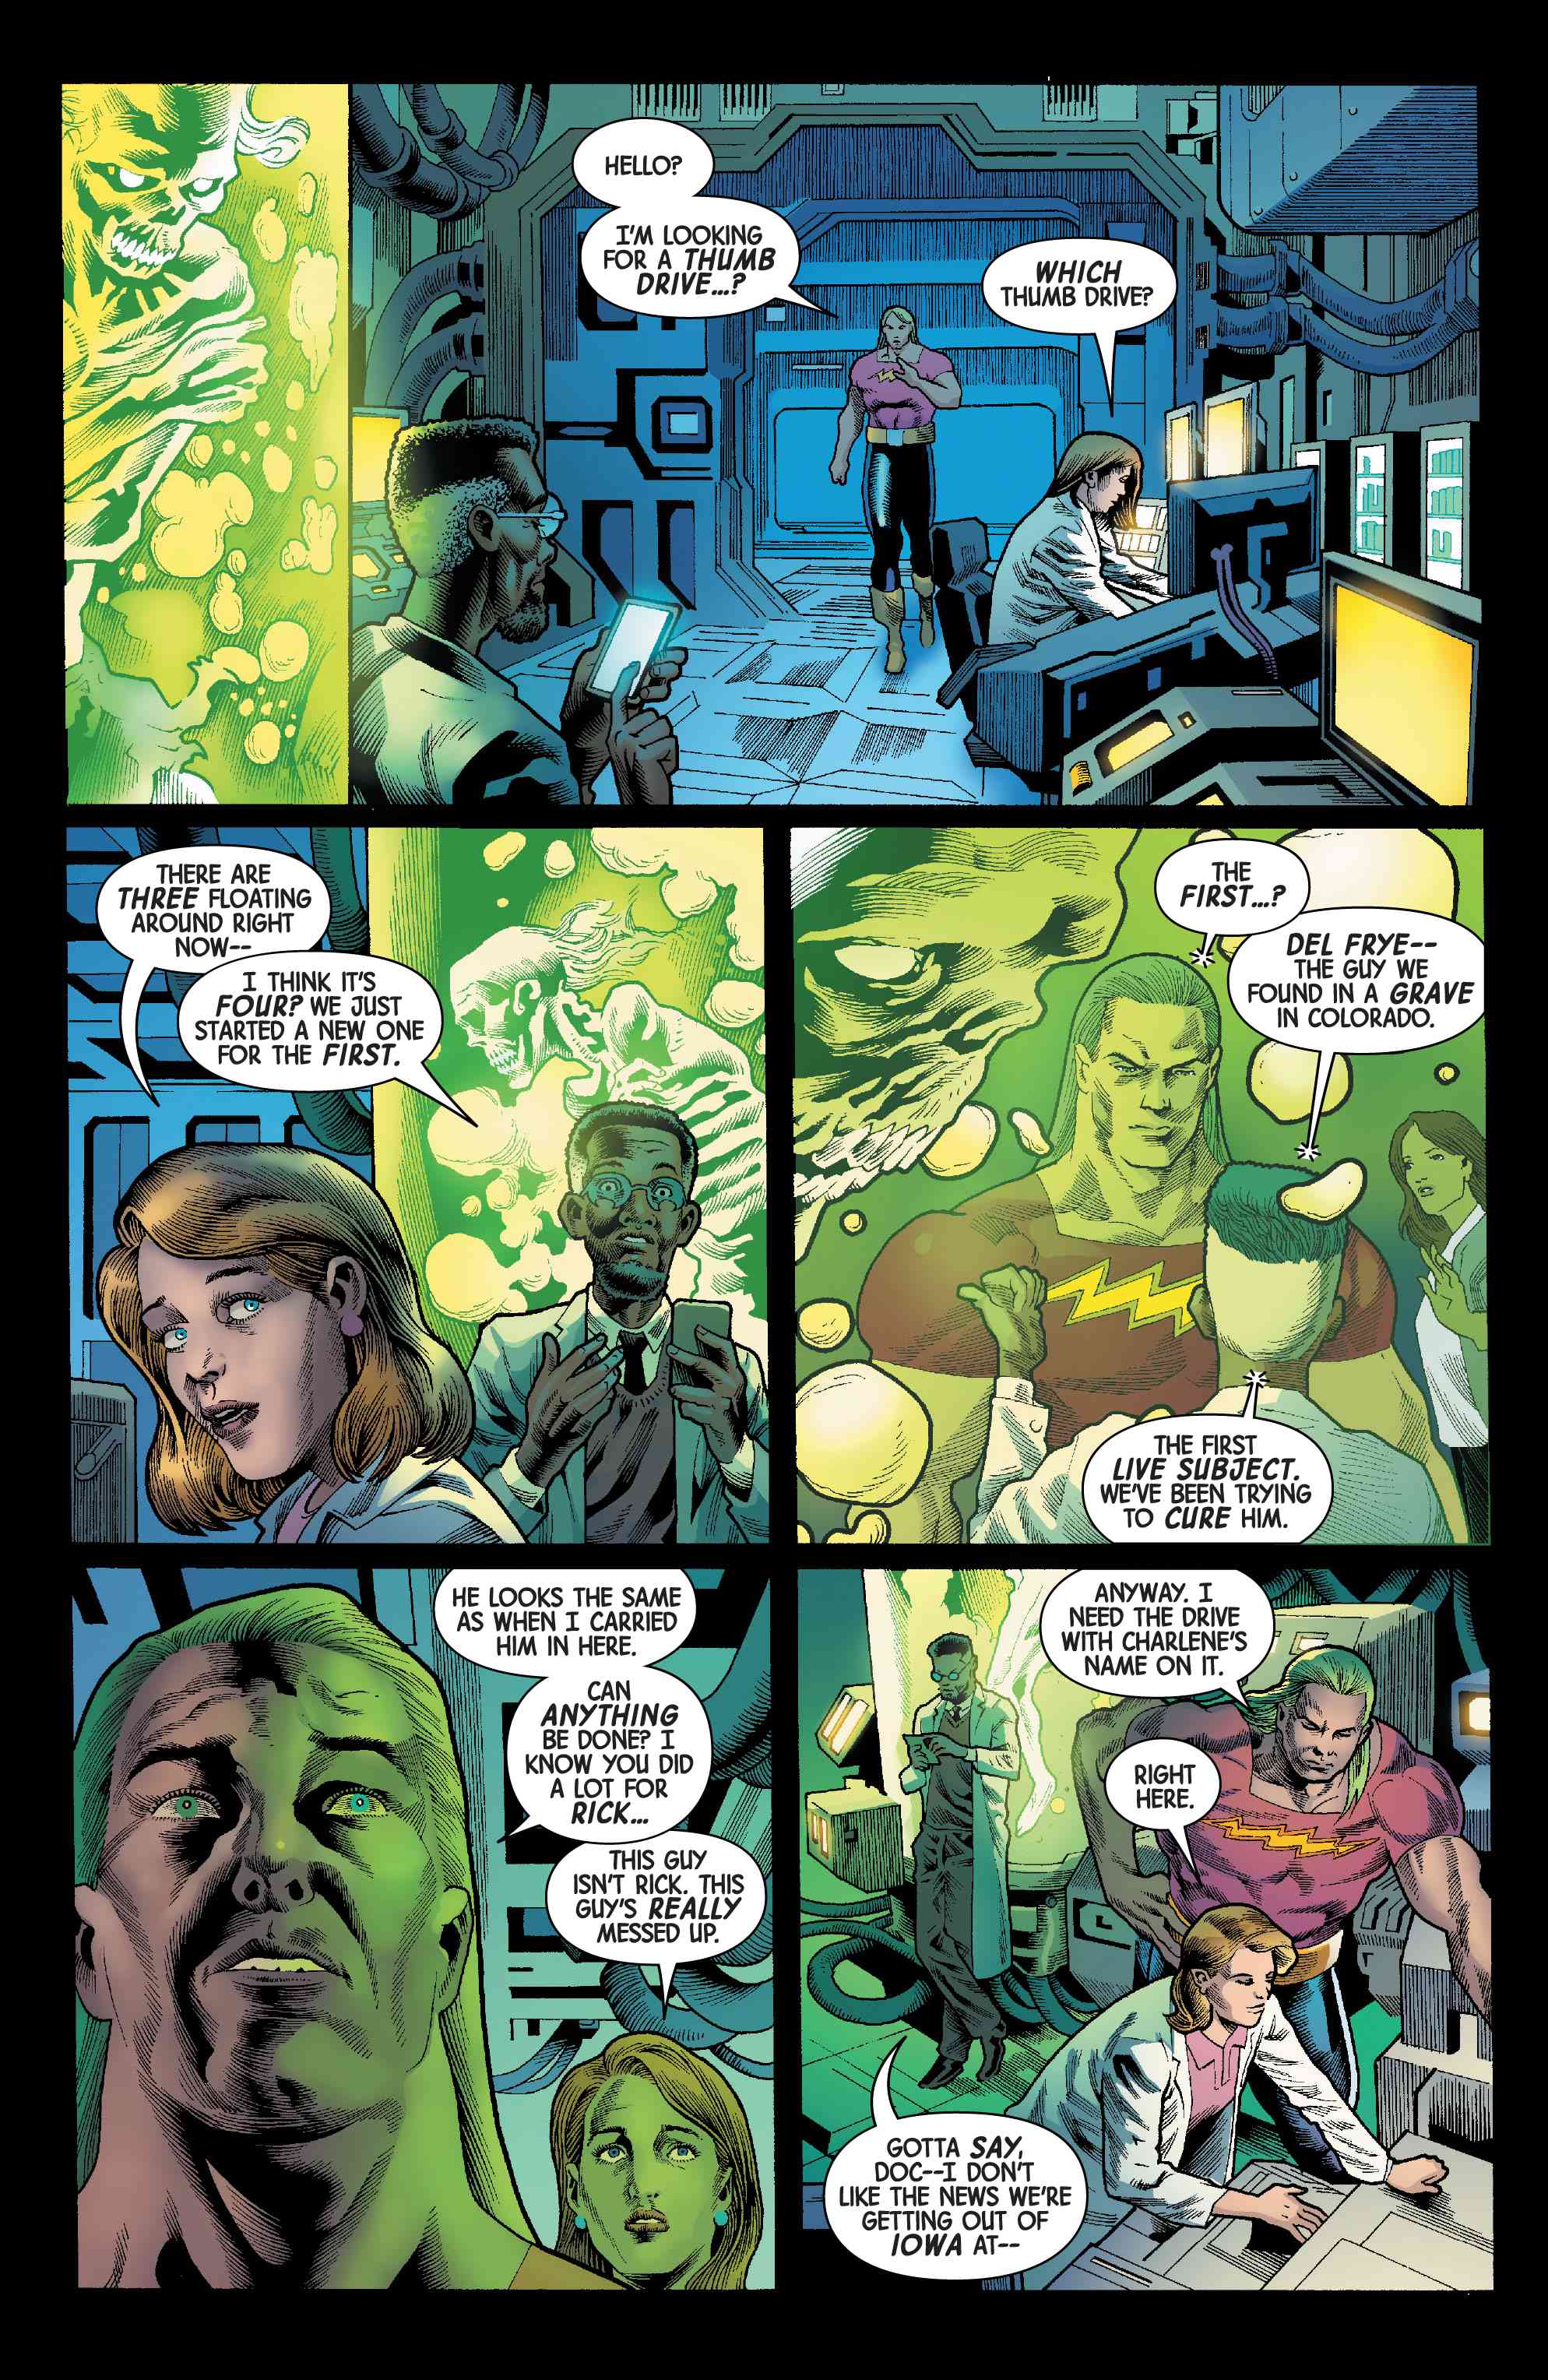 HELLO?
I'M LOOKING
FOR A THUMB
DRIVE...?
WHICH
THUMB DRIVE?
THERE ARE
THREE FLOATING
AROUND RIGHT
NOW--
I THINK IT'S
FOUR? WE JUST
STARTED A NEW ONE
FOR THE FIRST.
THE
FIRST...?
DEL FRYE--
THE GUY WE
FOUND IN A GRAVE
IN COLORADO.
THE FIRST
LIVE SUBJECT.
WE'VE BEEN TRYING
TO CURE HIM.
HE LOOKS THE SAME
AS WHEN I CARRIED
HIM IN HERE.
CAN
ANYTHING
BE DONE? I
KNOW YOU DID
A LOT FOR
RICK...
THIS GUY
ISN'T RICK. THIS
GUY'S REALLY
MESSED UP.
ANYWAY. I
NEED THE DRIVE
WITH CHARLENE'S
NAME ON IT.
RIGHT
HERE.
GOTTA SAY,
DOC--I DON'T
LIKE THE NEWS WE'RE
GETTING OUT OF
IOWA AT--